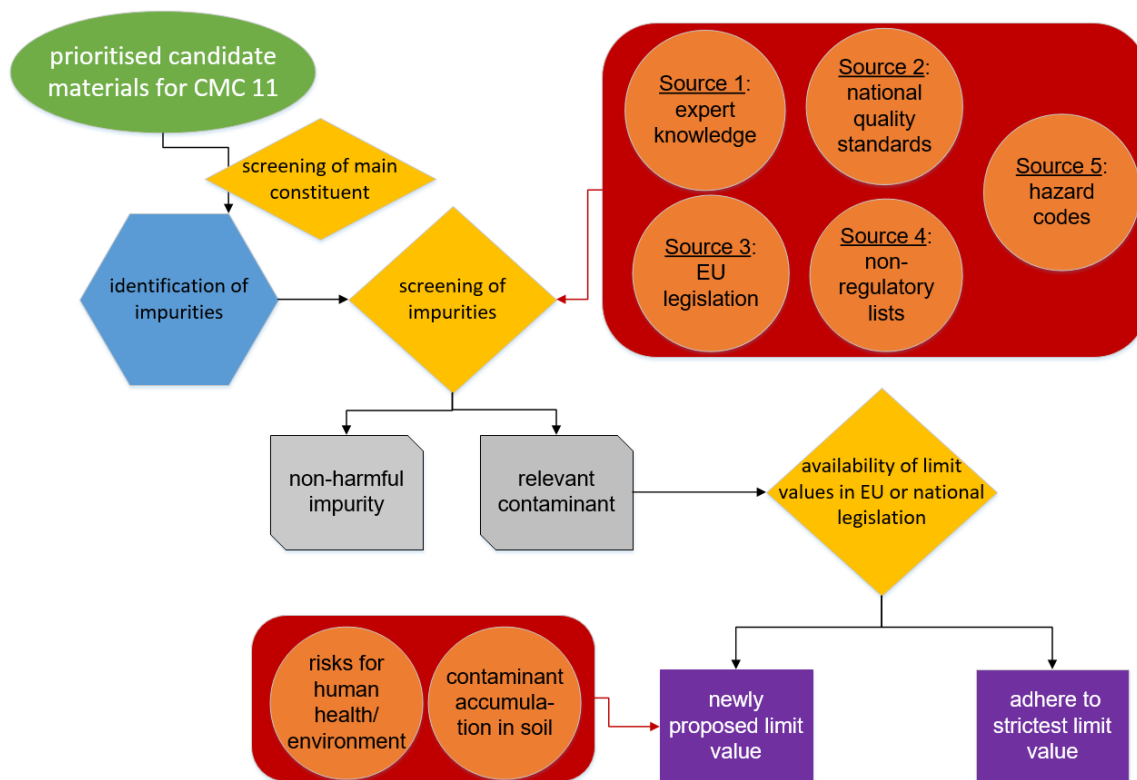 prioritised candidate
materials for CMC 11
screening of main
constituent
identification of
impurities
screening of
impurities
Source 1:
expert
knowledge
Source 2:
national
quality
standards
Source 3:
EU
legislation
Source 4:
non-
regulatory
lists
Source 5:
hazard
codes
non-harmful
impurity
relevant
contaminant
availability of limit
values in EU or national
legislation
risks for
human
health/
environment
contaminant
accumula-
tion in soil
newly
proposed limit
value
adhere to
strictest limit
value